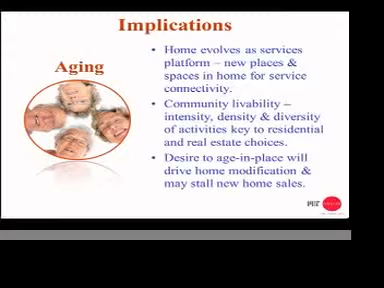 Implications
Aging
• Home evolves as services
platform – new places &
spaces in home for service
connectivity.
• Community livability –
intensity, density & diversity
of activities key to residential
and real estate choices.
• Desire to age-in-place will
drive home modification &
may stall new home sales.